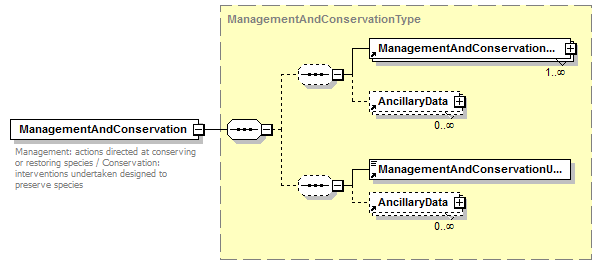 ManagementAndConservationType
ManagementAndConservation...
1..∞
AncillaryData
0..∞
ManagementAndConservation
Management: actions directed at conserving
or restoring species / Conservation:
interventions undertaken designed to
preserve species
ManagementAndConservationU...
AncillaryData
0..∞